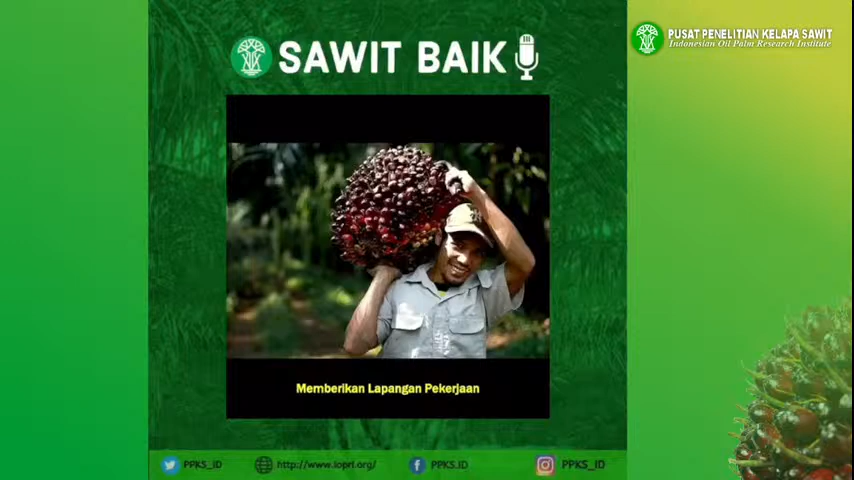 SAWIT BAIK
PUSAT PENELITIAN KELAPA SAWIT
Indonesian Oil Palm Research Institute
Memberikan Lapangan Pekerjaan
PPKS_ID
http://www.iopri.org/
PPKS.ID
PPKS_ID